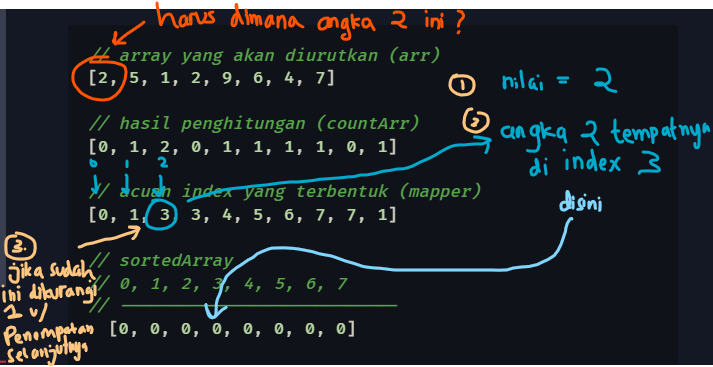 harus dimana angka 2 ini?
// array yang akan diurutkan (arr)
[2, 5, 1, 2, 9, 6, 4, 7]
① nilai = 2
// hasil penghitungan (countArr)
[0, 1, 2, 0, 1, 1, 1, 1, 0, 1]
② angka 2 tempatnya
di index 3
0 1 2
// acuan index yang terbentuk (mapper)
[0, 1, 3, 3, 4, 5, 6, 7, 7, 1]
disini
3.
jika sudah
ini dikurangi
1 u/
Penempatan
selanjutnya
// sortedArray
// 0, 1, 2, 3, 4, 5, 6, 7
// ————————————————————
[0, 0, 0, 0, 0, 0, 0, 0]